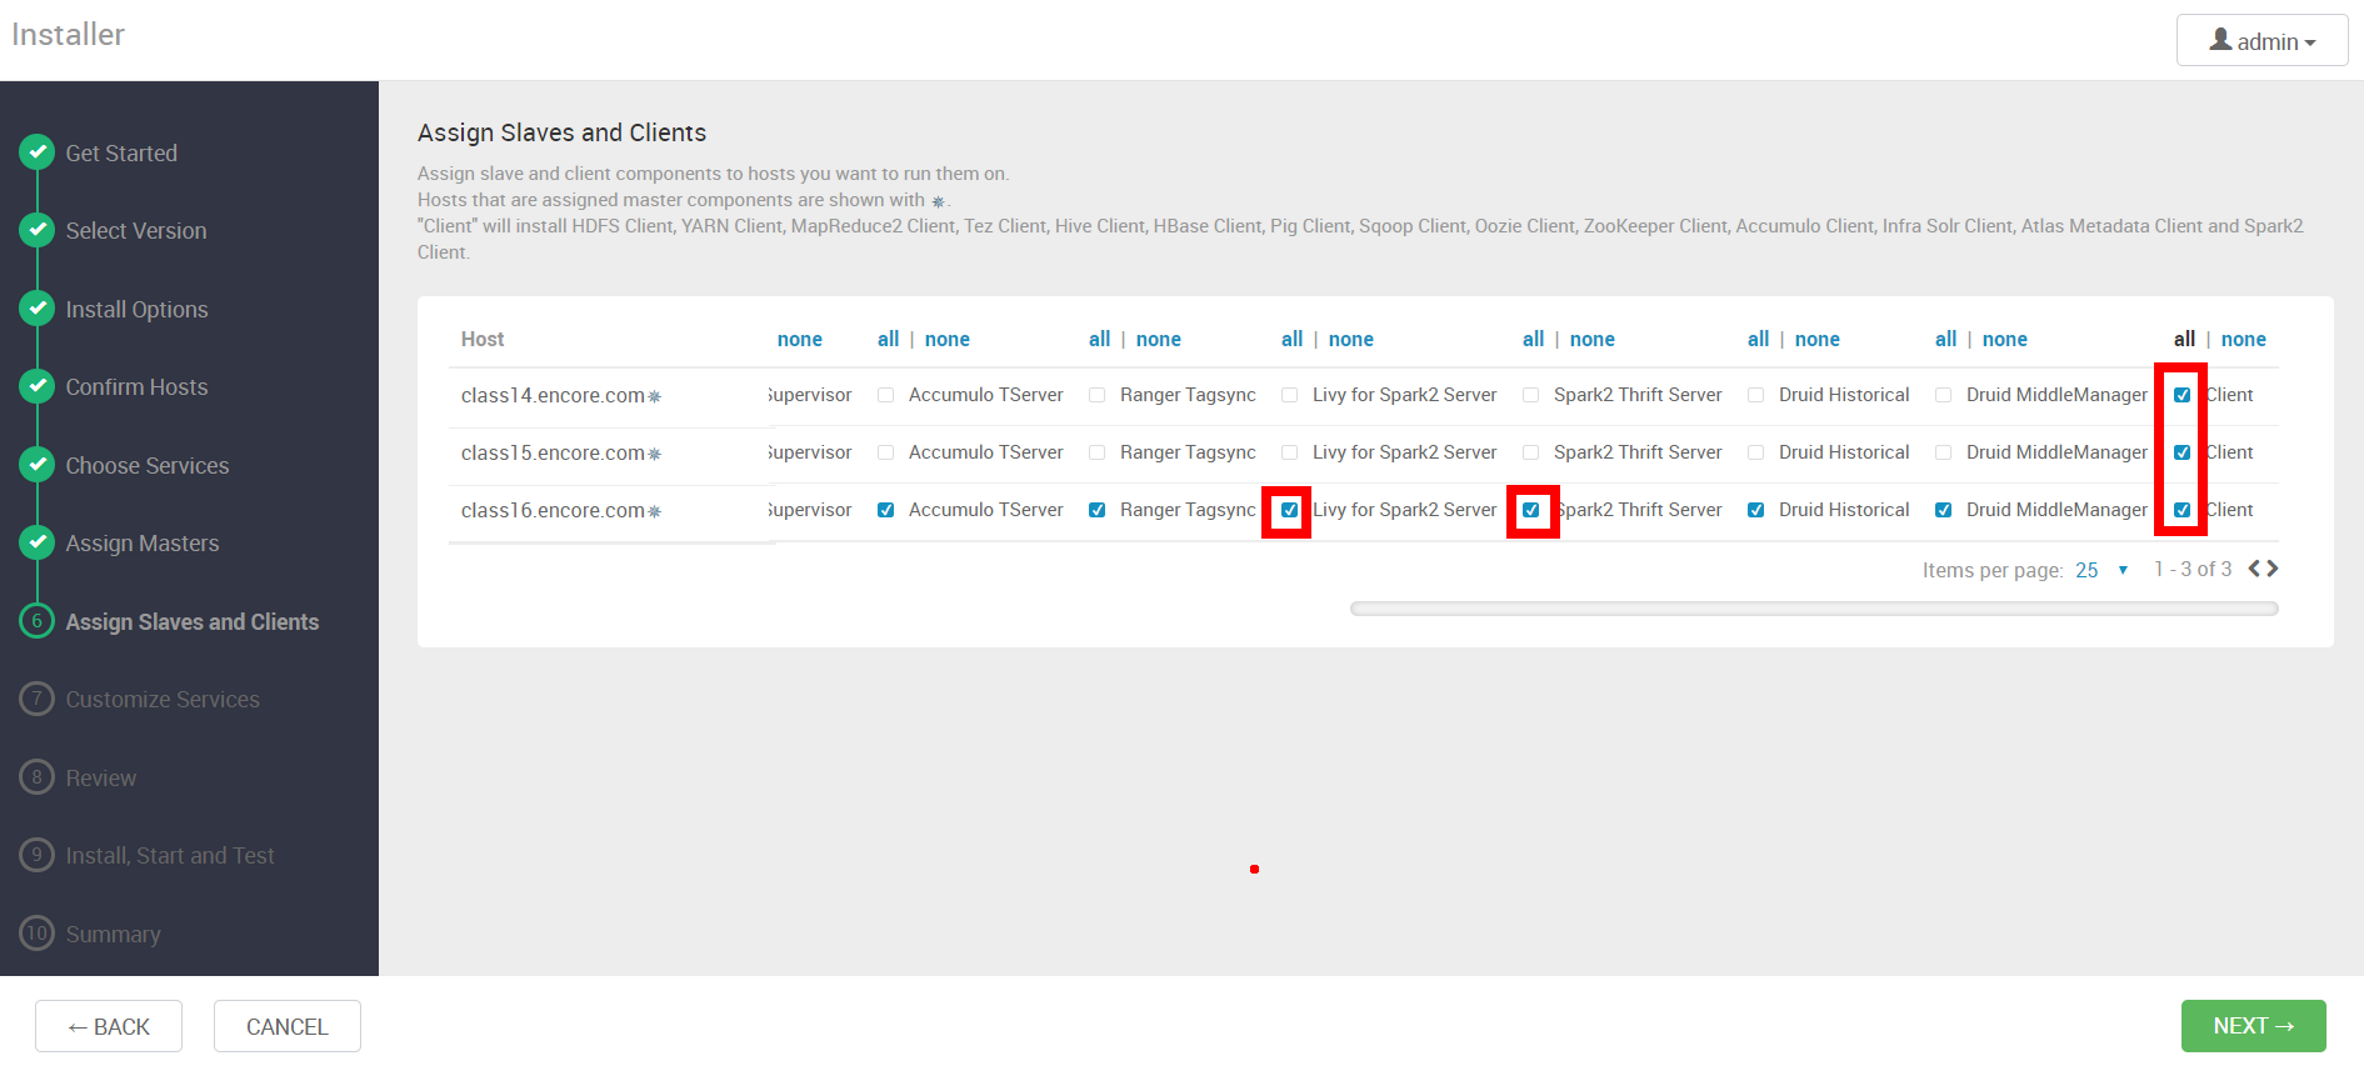 Installer
admin
Get Started
Select Version
Install Options
Confirm Hosts
Choose Services
Assign Masters
6 Assign Slaves and Clients
7 Customize Services
8 Review
9 Install, Start and Test
10 Summary
Assign Slaves and Clients
Assign slave and client components to hosts you want to run them on.
Hosts that are assigned master components are shown with ✵.
"Client" will install HDFS Client, YARN Client, MapReduce2 Client, Tez Client, Hive Client, HBase Client, Pig Client, Sqoop Client, Oozie Client, ZooKeeper Client, Accumulo Client, Infra Solr Client, Atlas Metadata Client and Spark2
Client.
Host none all | none all | none all | none all | none all | none all | none all | none
class14.encore.com✵ Supervisor Accumulo TServer Ranger Tagsync Livy for Spark2 Server Spark2 Thrift Server Druid Historical Druid MiddleManager Client
class15.encore.com✵ Supervisor Accumulo TServer Ranger Tagsync Livy for Spark2 Server Spark2 Thrift Server Druid Historical Druid MiddleManager Client
class16.encore.com✵ Supervisor Accumulo TServer Ranger Tagsync Livy for Spark2 Server Spark2 Thrift Server Druid Historical Druid MiddleManager Client
Items per page: 25 1 - 3 of 3
← BACK
CANCEL
NEXT →